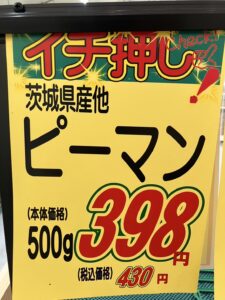 イチ押し
Check!
茨城県産他
ピーマン
(本体価格)
500g 398円
(税込価格) 430円